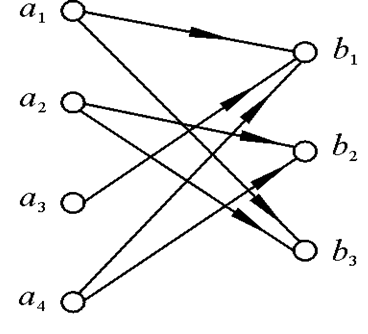 a₁
b₁
a₂
b₂
a₃
b₃
a₄